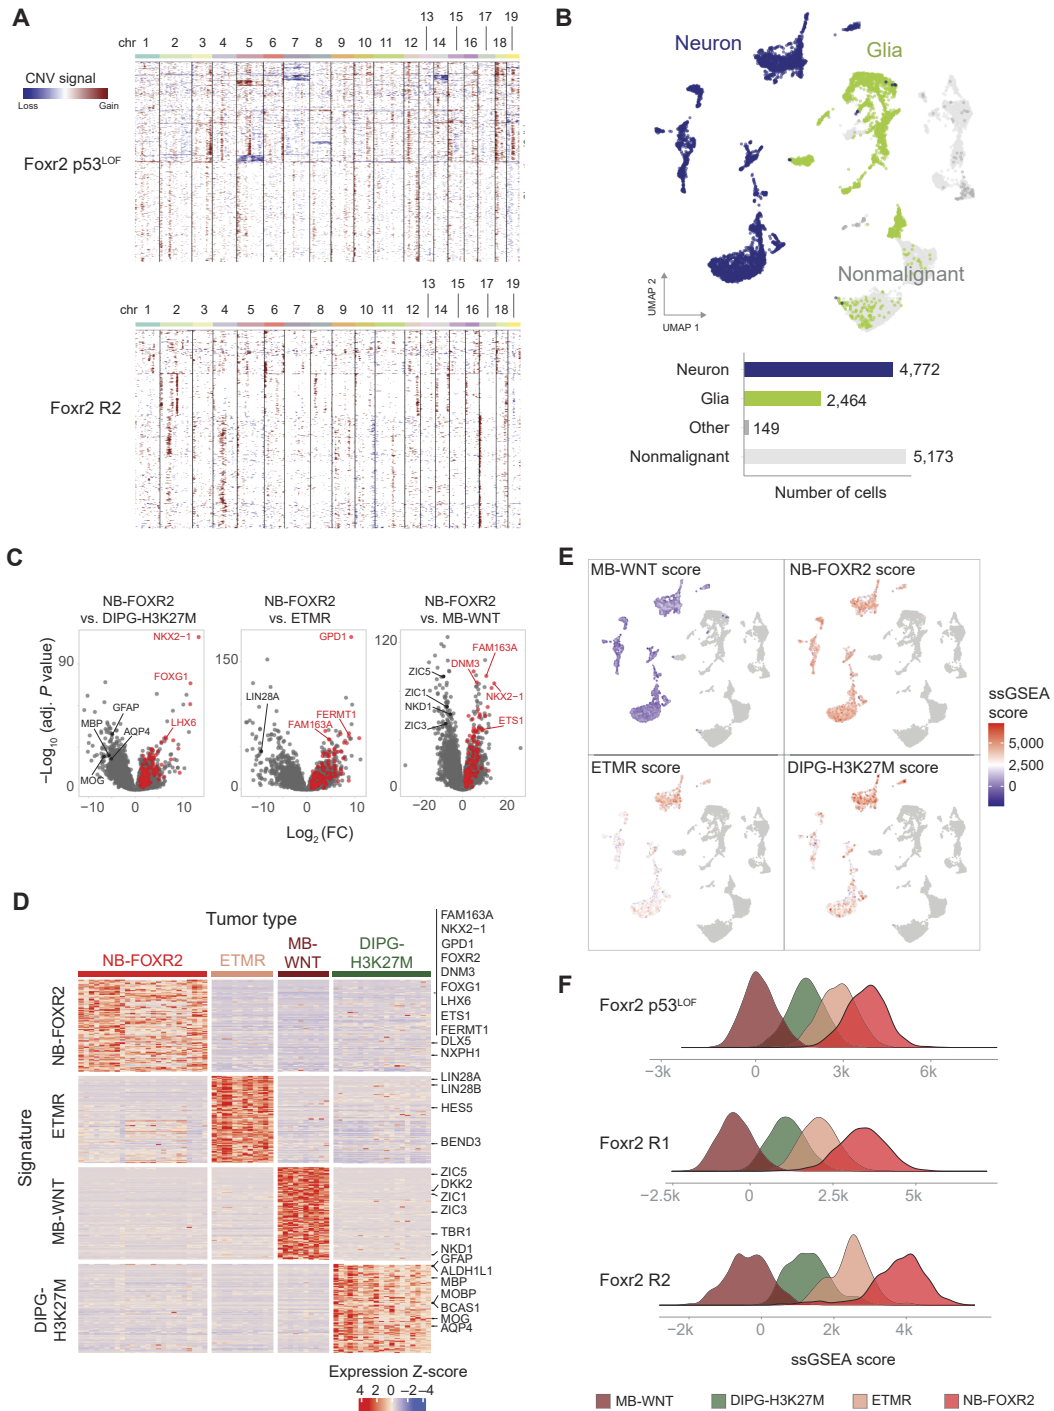 A
13 15 17 19
chr 1 2 3 4 5 6 7 8 9 10 11 12 14 16 18
CNV signal
Loss Gain
Foxr2 p53LOF
13 15 17 19
chr 1 2 3 4 5 6 7 8 9 10 11 12 14 16 18
Foxr2 R2
B
Neuron
Glia
Nonmalignant
UMAP 2
UMAP 1
Neuron 4,772
Glia 2,464
Other 149
Nonmalignant 5,173
Number of cells
C
NB-FOXR2
vs. DIPG-H3K27M
NKX2−1
FOXG1
LHX6
GFAP
MBP
AQP4
MOG
90
0
−10 0 10
−Log10 (adj. P value)
NB-FOXR2
vs. ETMR
GPD1
LIN28A
FERMT1
FAM163A
150
0
−10 0 10
Log2 (FC)
NB-FOXR2
vs. MB-WNT
FAM163A
DNM3
ZIC5
NKX2−1
ZIC1
NKD1
ETS1
ZIC3
120
0
−20 0 20
D
Tumor type
NB-FOXR2
ETMR
MB-
WNT
DIPG-
H3K27M
Signature
NB-FOXR2
ETMR
MB-WNT
DIPG-
H3K27M
FAM163A
NKX2−1
GPD1
FOXR2
DNM3
FOXG1
LHX6
ETS1
FERMT1
DLX5
NXPH1
LIN28A
LIN28B
HES5
BEND3
ZIC5
DKK2
ZIC1
ZIC3
TBR1
NKD1
GFAP
ALDH1L1
MBP
MOBP
BCAS1
MOG
AQP4
Expression Z-score
4 2 0 −2−4
E
MB-WNT score
NB-FOXR2 score
ETMR score
DIPG-H3K27M score
ssGSEA
score
5,000
2,500
0
F
Foxr2 p53LOF
−3k 0 3k 6k
Foxr2 R1
−2.5k 0 2.5k 5k
Foxr2 R2
−2k 0 2k 4k
ssGSEA score
MB-WNT DIPG-H3K27M ETMR NB-FOXR2